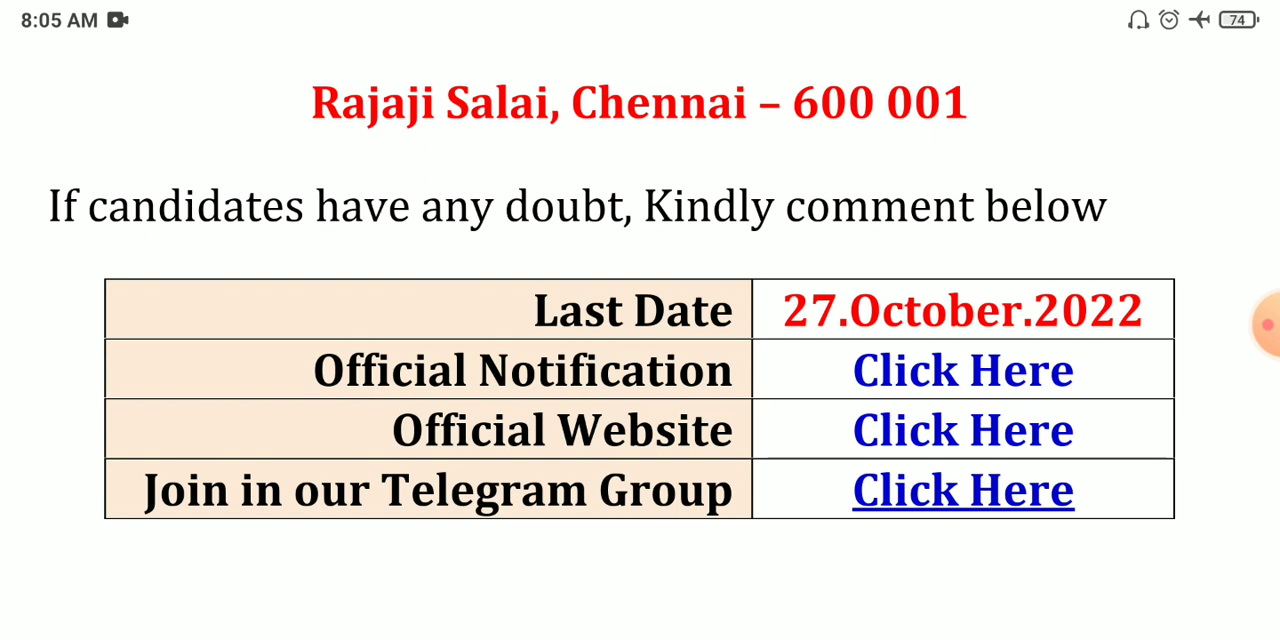 8:05 AM
74
Rajaji Salai, Chennai – 600 001
If candidates have any doubt, Kindly comment below
Last Date 27.October.2022
Official Notification Click Here
Official Website Click Here
Join in our Telegram Group Click Here